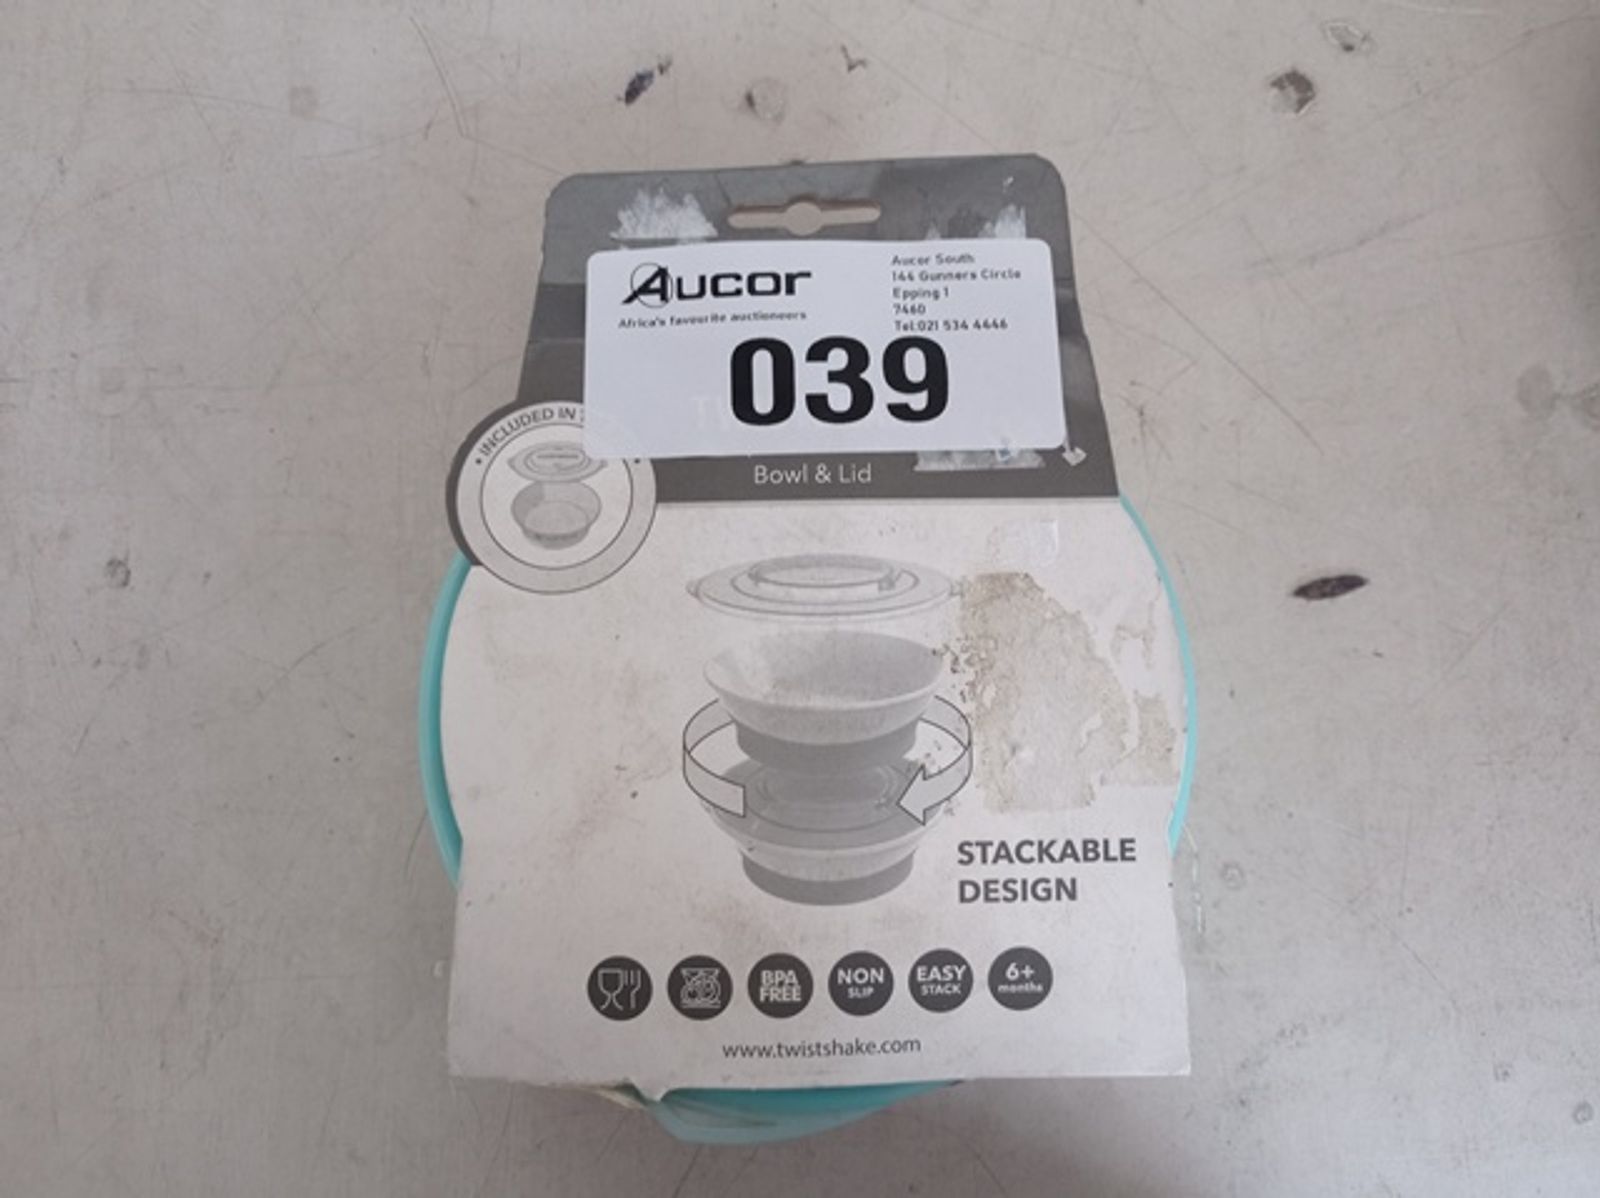 Aucor
Africa's favourite auctioneers
Aucor South
144 Gunners Circle
Epping 1
7460
Tel:021 534 4446
039
• INCLUDED IN
Bowl & Lid
STACKABLE
DESIGN
BPA
FREE
NON
SLIP
EASY
STACK
6+
months
www.twistshake.com